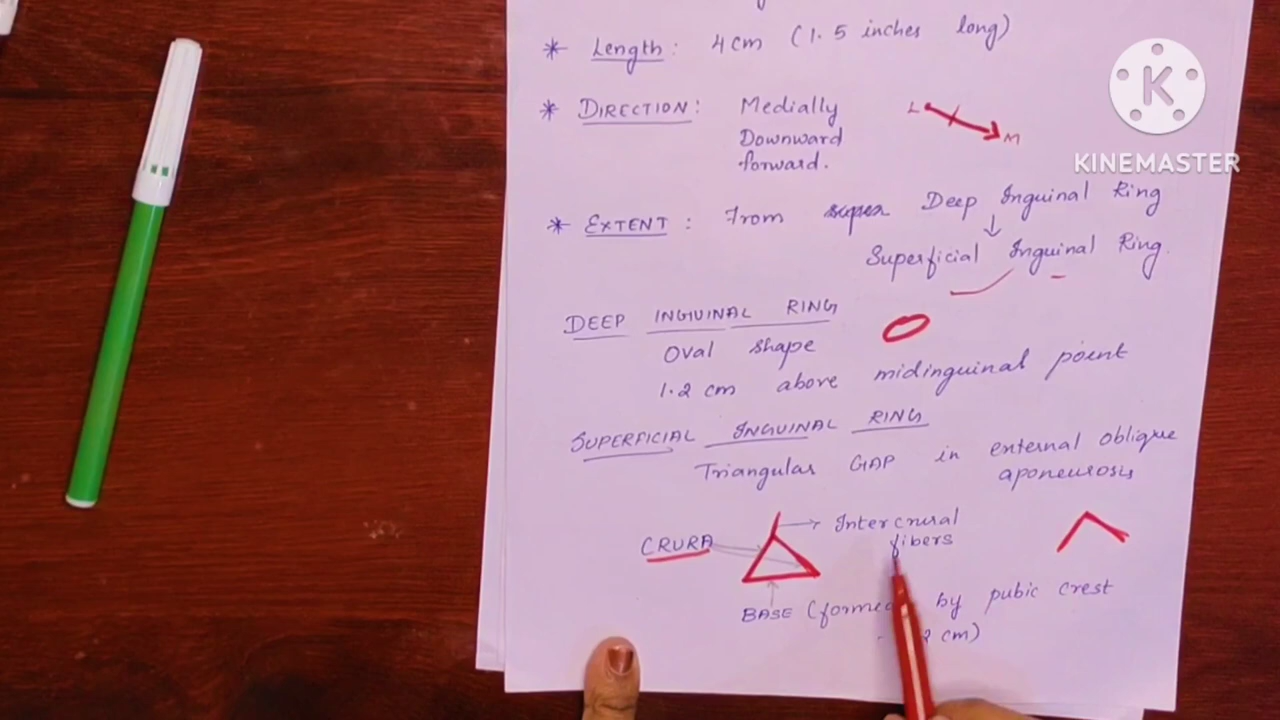 * Length: 4 cm (1.5 inches long)
* DIRECTION: Medially
Downward
forward.
L M
KINEMASTER
* EXTENT: From Deep Inguinal Ring
↓
Superficial Inguinal Ring.
DEEP INGUINAL RING
Oval shape
1.2 cm above midinguinal point
SUPERFICIAL INGUINAL RING
Triangular GAP in external oblique
aponeurosis
CRURA → Intercrural
fibers
BASE (formed by pubic crest
2 cm)